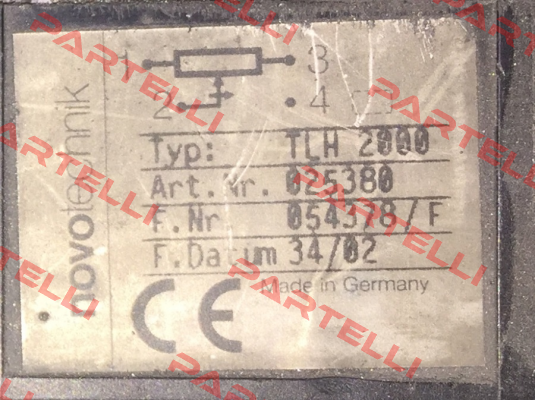 novotechnik
1 3
2 4
Typ: TLH 2000
Art.Nr. 025380
F.Nr 054378/F
F.Datum 34/02
CE Made in Germany
PARTELLI
PARTELLI
PARTELLI
PARTELLI
PARTELLI
PARTELLI